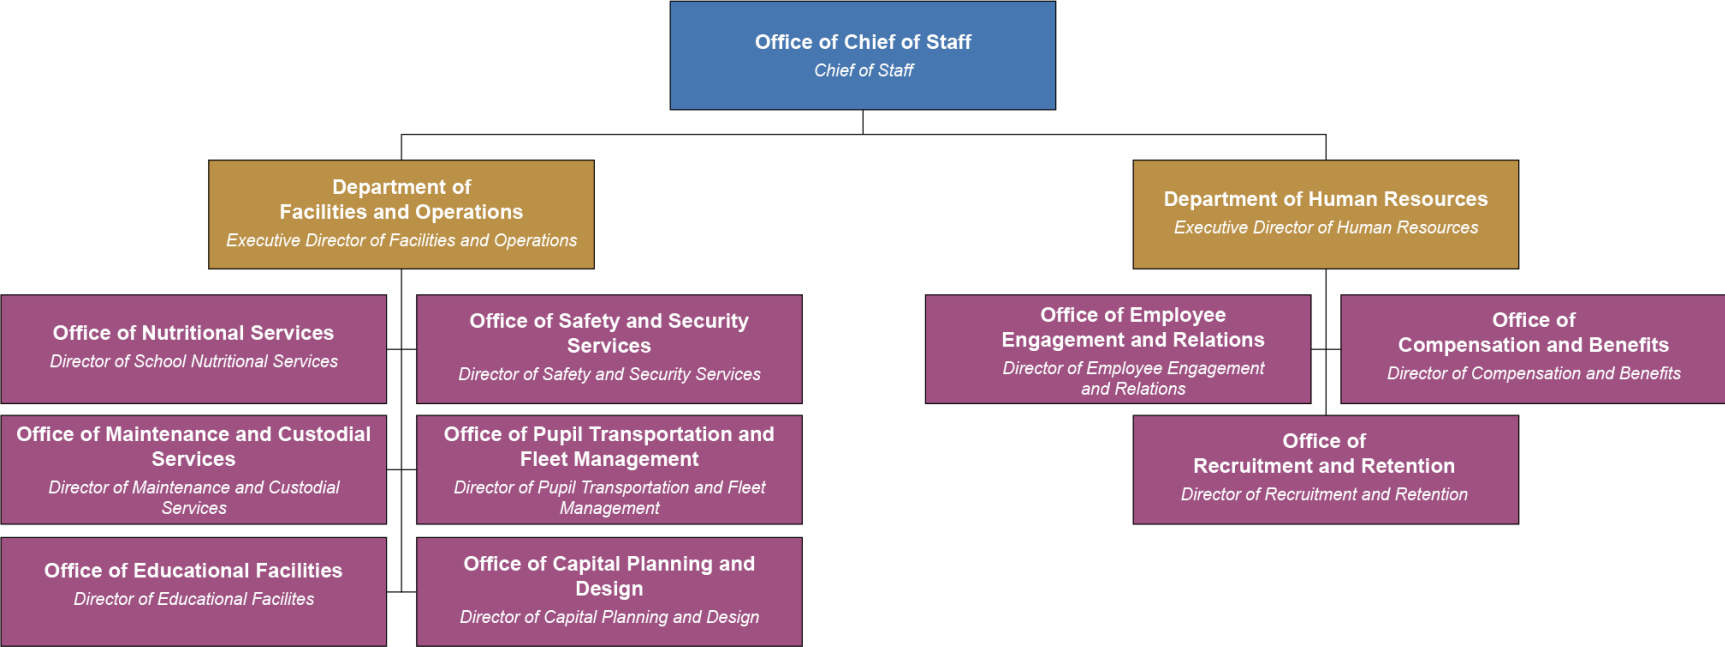 Office of Chief of Staff
Chief of Staff
Department of
Facilities and Operations
Executive Director of Facilities and Operations
Department of Human Resources
Executive Director of Human Resources
Office of Nutritional Services
Director of School Nutritional Services
Office of Safety and Security
Services
Director of Safety and Security Services
Office of Employee
Engagement and Relations
Director of Employee Engagement
and Relations
Office of
Compensation and Benefits
Director of Compensation and Benefits
Office of Maintenance and Custodial
Services
Director of Maintenance and Custodial
Services
Office of Pupil Transportation and
Fleet Management
Director of Pupil Transportation and Fleet
Management
Office of
Recruitment and Retention
Director of Recruitment and Retention
Office of Educational Facilities
Director of Educational Facilites
Office of Capital Planning and
Design
Director of Capital Planning and Design